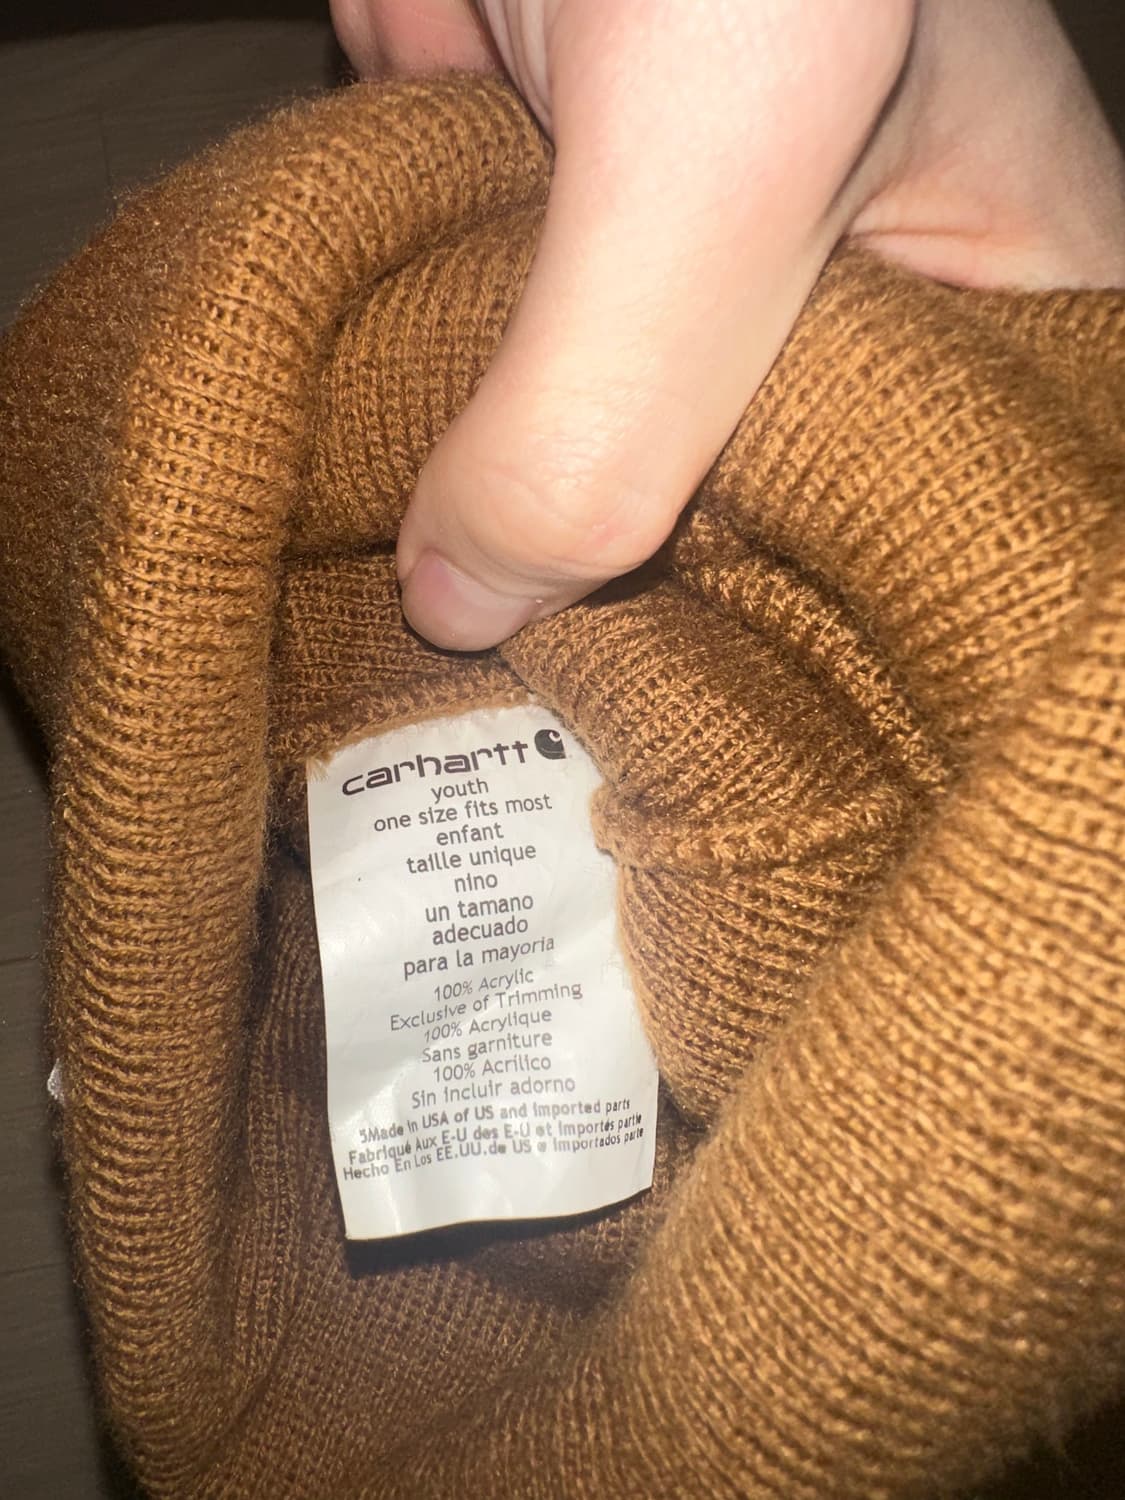 carhartt
youth
one size fits most
enfant
taille unique
nino
un tamano
adecuado
para la mayoria
100% Acrylic
Exclusive of Trimming
100% Acrylique
Sans garniture
100% Acrilico
Sin incluir adorno
5Made in USA of US and Imported parts
Fabriqué Aux E-U des E-U et Importés partie
Hecho En Los EE.UU.de US e Importados parte